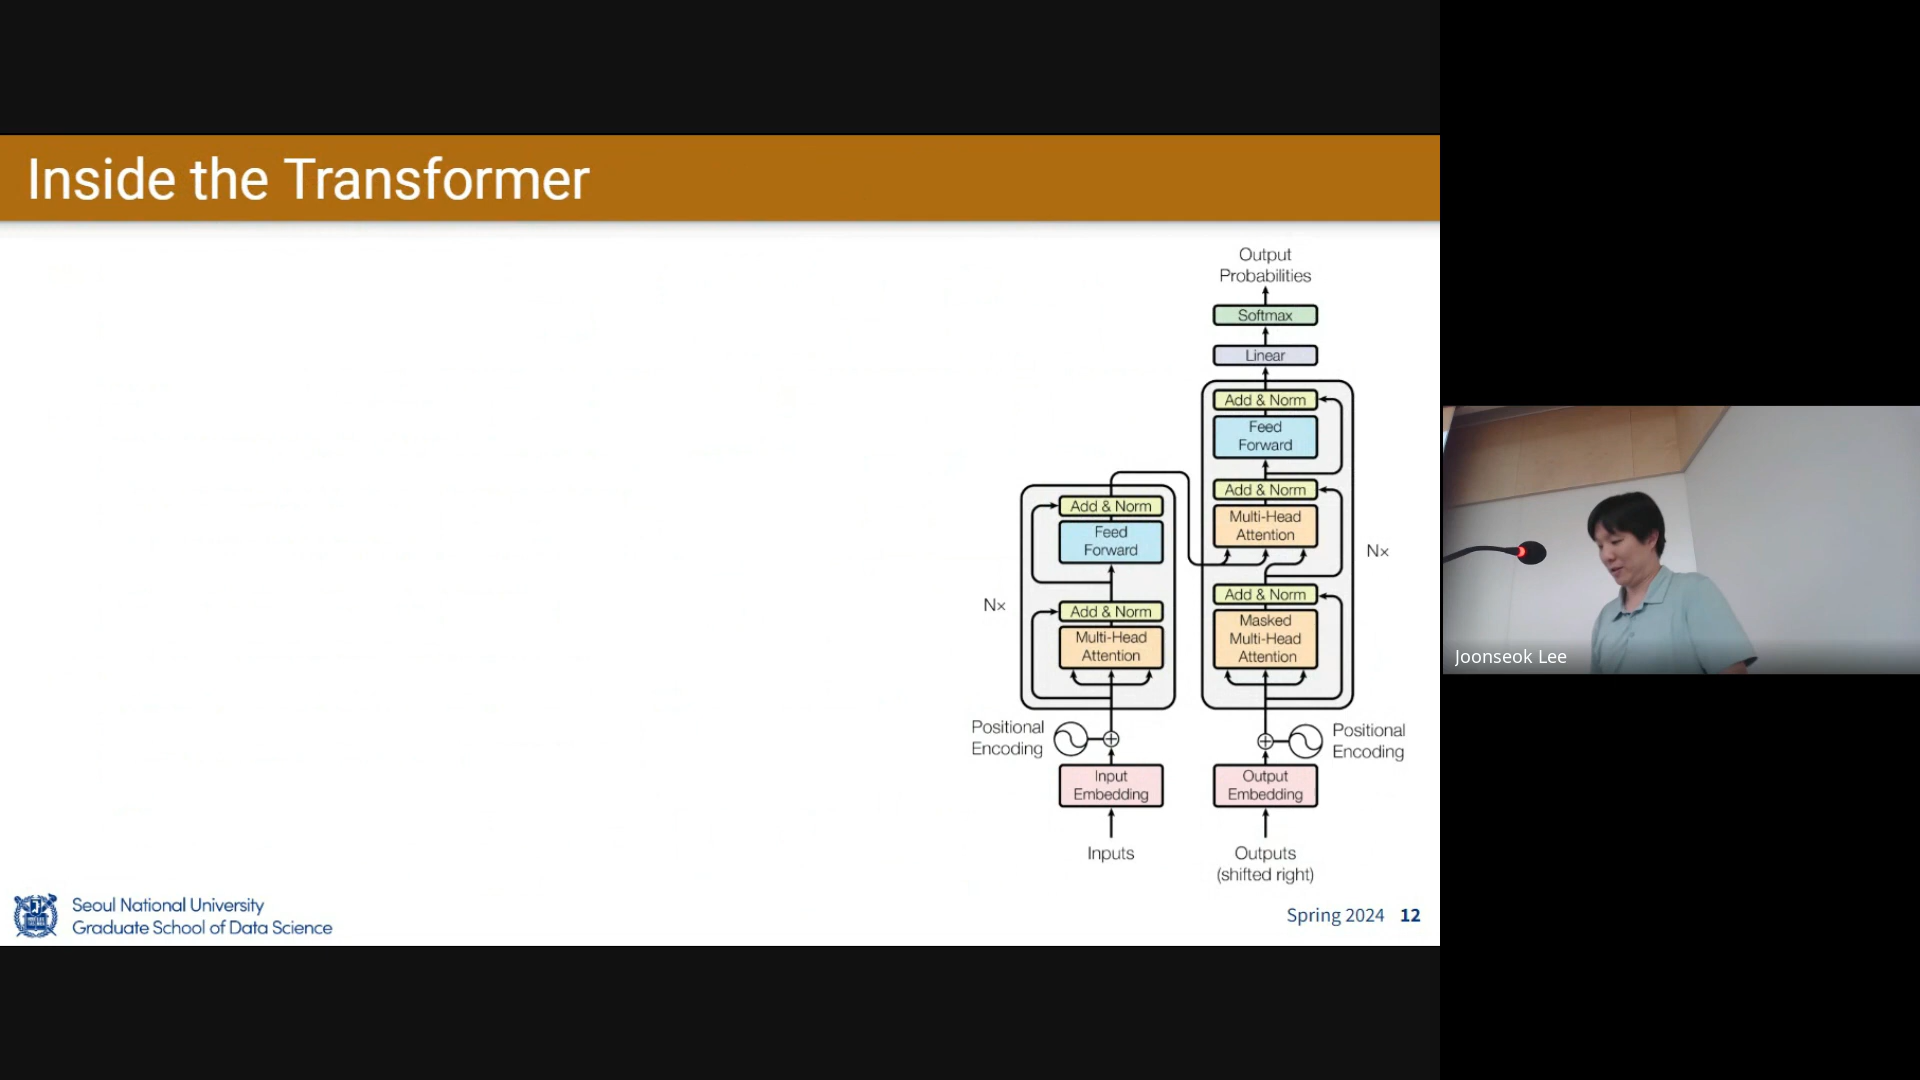 Inside the Transformer
Output
Probabilities
Softmax
Linear
Add & Norm
Feed
Forward
Add & Norm
Multi-Head
Attention
Nx
Add & Norm
Masked
Multi-Head
Attention
Positional
Encoding
Output
Embedding
Outputs
(shifted right)
Add & Norm
Feed
Forward
Nx
Add & Norm
Multi-Head
Attention
Positional
Encoding
Input
Embedding
Inputs
Seoul National University
Graduate School of Data Science
Spring 2024 12
Joonseok Lee